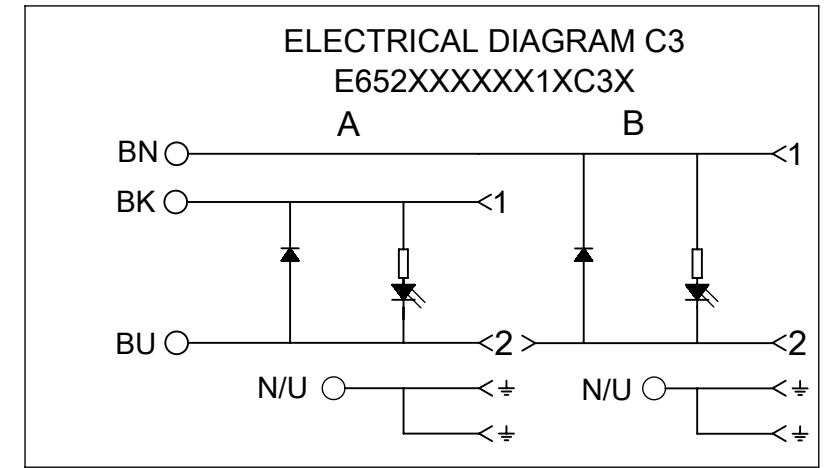 ELECTRICAL DIAGRAM C3
E652XXXXXX1XC3X
A B
BN 1
BK 1
BU 2 2
N/U N/U